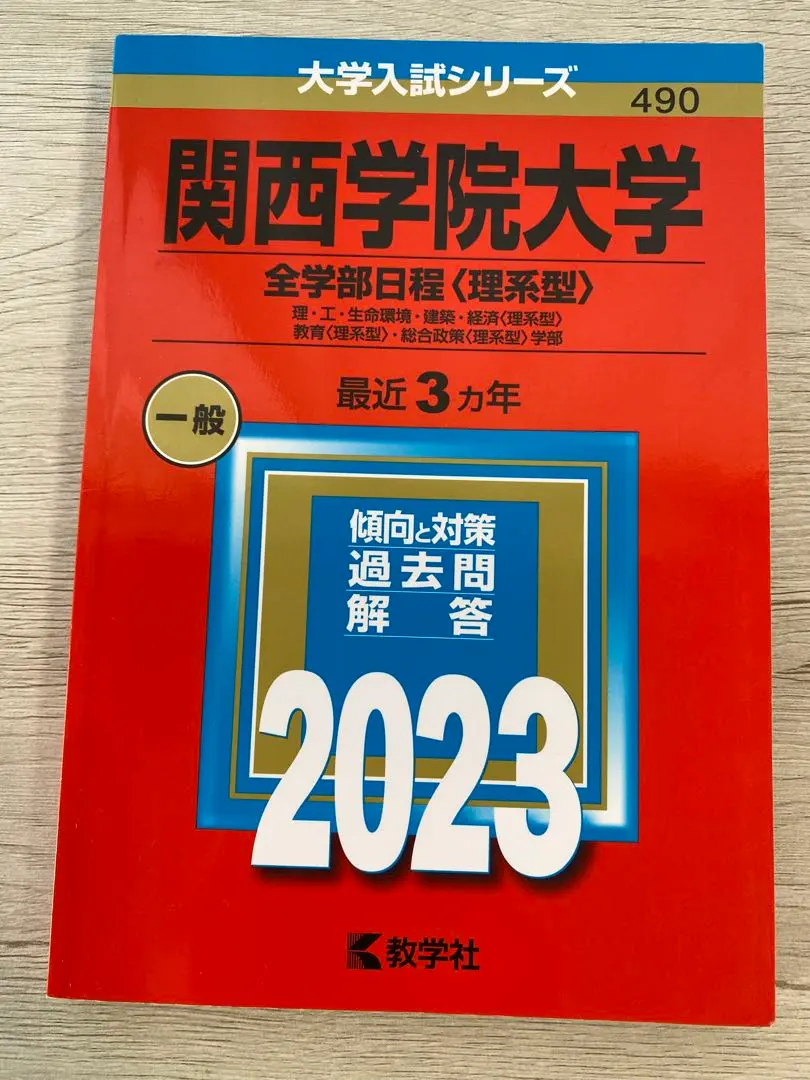 大学入試シリーズ
490
関西学院大学
全学部日程〈理系型〉
理・工・生命環境・建築・経済〈理系型〉
教育〈理系型〉・総合政策〈理系型〉学部
最近3カ年
一般
傾向と対策
過去問
解答
2023
教学社